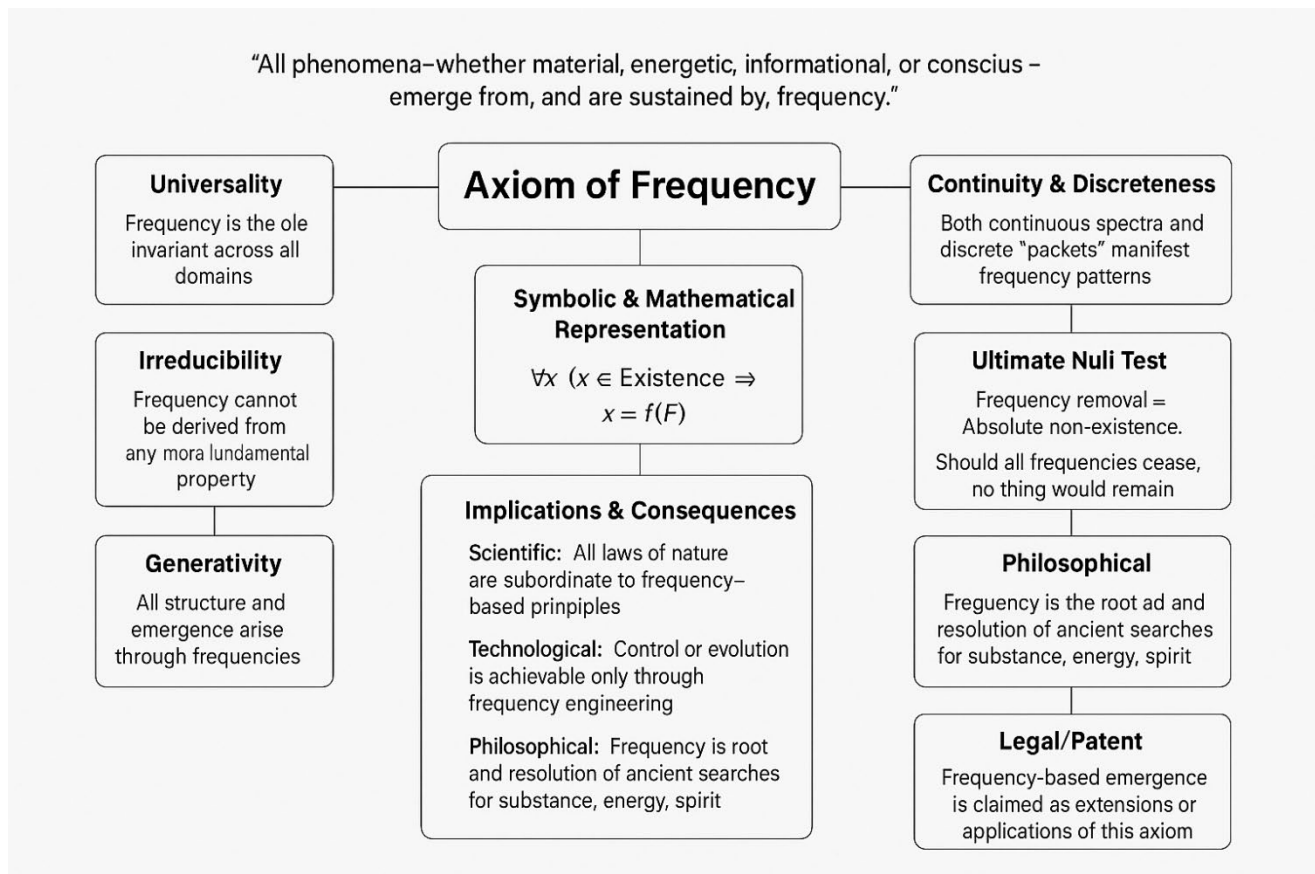 “All phenomena–whether material, energetic, informational, or conscius –
emerge from, and are sustained by, frequency.”
Axiom of Frequency
Universality
Frequency is the ole
invariant across all
domains
Irreducibility
Frequency cannot
be derived from
any mora lundamental
property
Generativity
All structure and
emergence arise
through frequencies
Symbolic & Mathematical
Representation
∀x (x ∈ Existence ⇒
x = f(F)
Implications & Consequences
Scientific: All laws of nature
are subordinate to frequency–
based prinpiples
Technological: Control or evolution
is achievable only through
frequency engineering
Philosophical: Frequency is root
and resolution of ancient searches
for substance, energy, spirit
Continuity & Discreteness
Both continuous spectra and
discrete “packets” manifest
frequency patterns
Ultimate Nuli Test
Frequency removal =
Absolute non-existence.
Should all frequencies cease,
no thing would remain
Philosophical
Freguency is the root ad and
resolution of ancient searches
for substance, energy, spirit
Legal/Patent
Frequency-based emergence
is claimed as extensions or
applications of this axiom